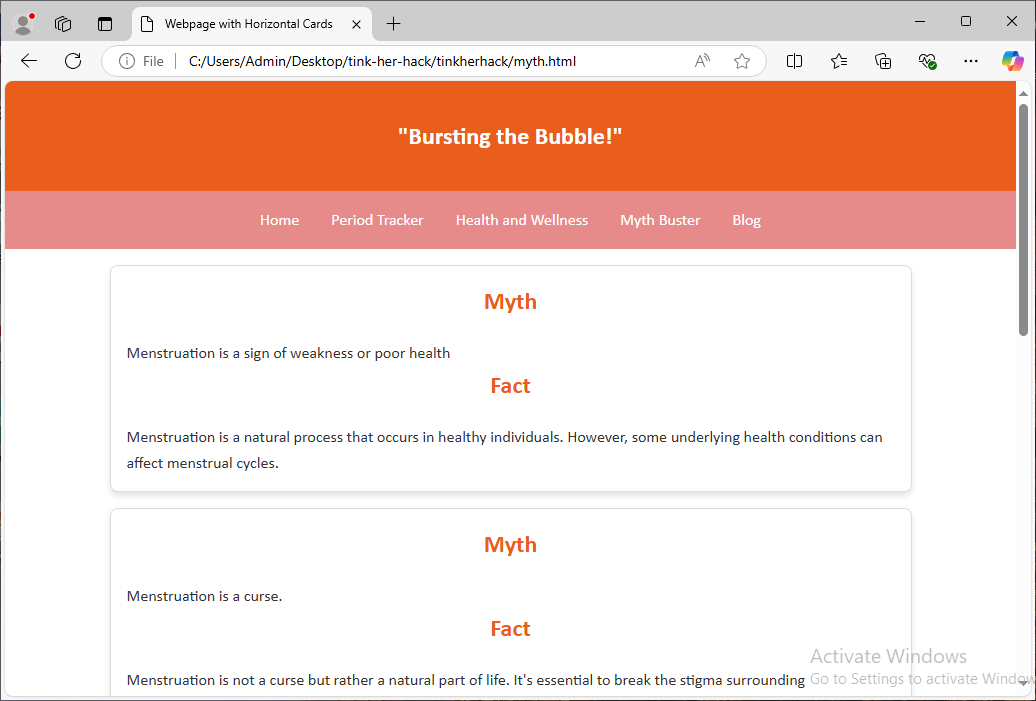 Webpage with Horizontal Cards
File C:/Users/Admin/Desktop/tink-her-hack/tinkherhack/myth.html
"Bursting the Bubble!"
Home Period Tracker Health and Wellness Myth Buster Blog
Myth
Menstruation is a sign of weakness or poor health
Fact
Menstruation is a natural process that occurs in healthy individuals. However, some underlying health conditions can
affect menstrual cycles.
Myth
Menstruation is a curse.
Fact
Menstruation is not a curse but rather a natural part of life. It's essential to break the stigma surrounding
Activate Windows
Go to Settings to activate Window